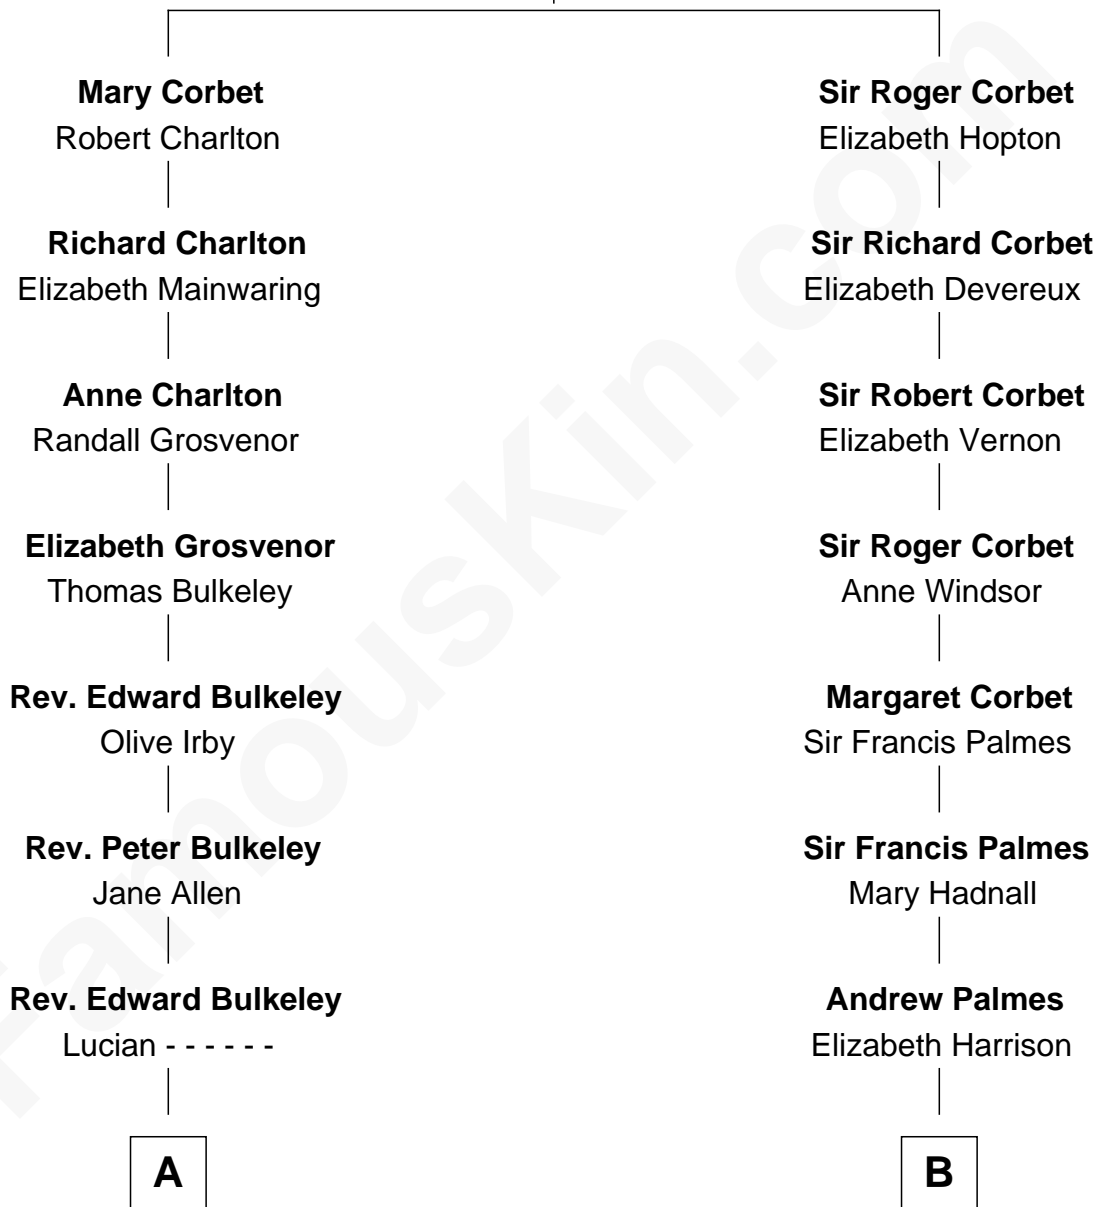 Mary Corbet
Robert Charlton
Richard Charlton
Elizabeth Mainwaring
Anne Charlton
Randall Grosvenor
Elizabeth Grosvenor
Thomas Bulkeley
Rev. Edward Bulkeley
Olive Irby
Rev. Peter Bulkeley
Jane Allen
Rev. Edward Bulkeley
Lucian - - - - - -
A
Sir Roger Corbet
Elizabeth Hopton
Sir Richard Corbet
Elizabeth Devereux
Sir Robert Corbet
Elizabeth Vernon
Sir Roger Corbet
Anne Windsor
Margaret Corbet
Sir Francis Palmes
Sir Francis Palmes
Mary Hadnall
Andrew Palmes
Elizabeth Harrison
B
FamousKin.com